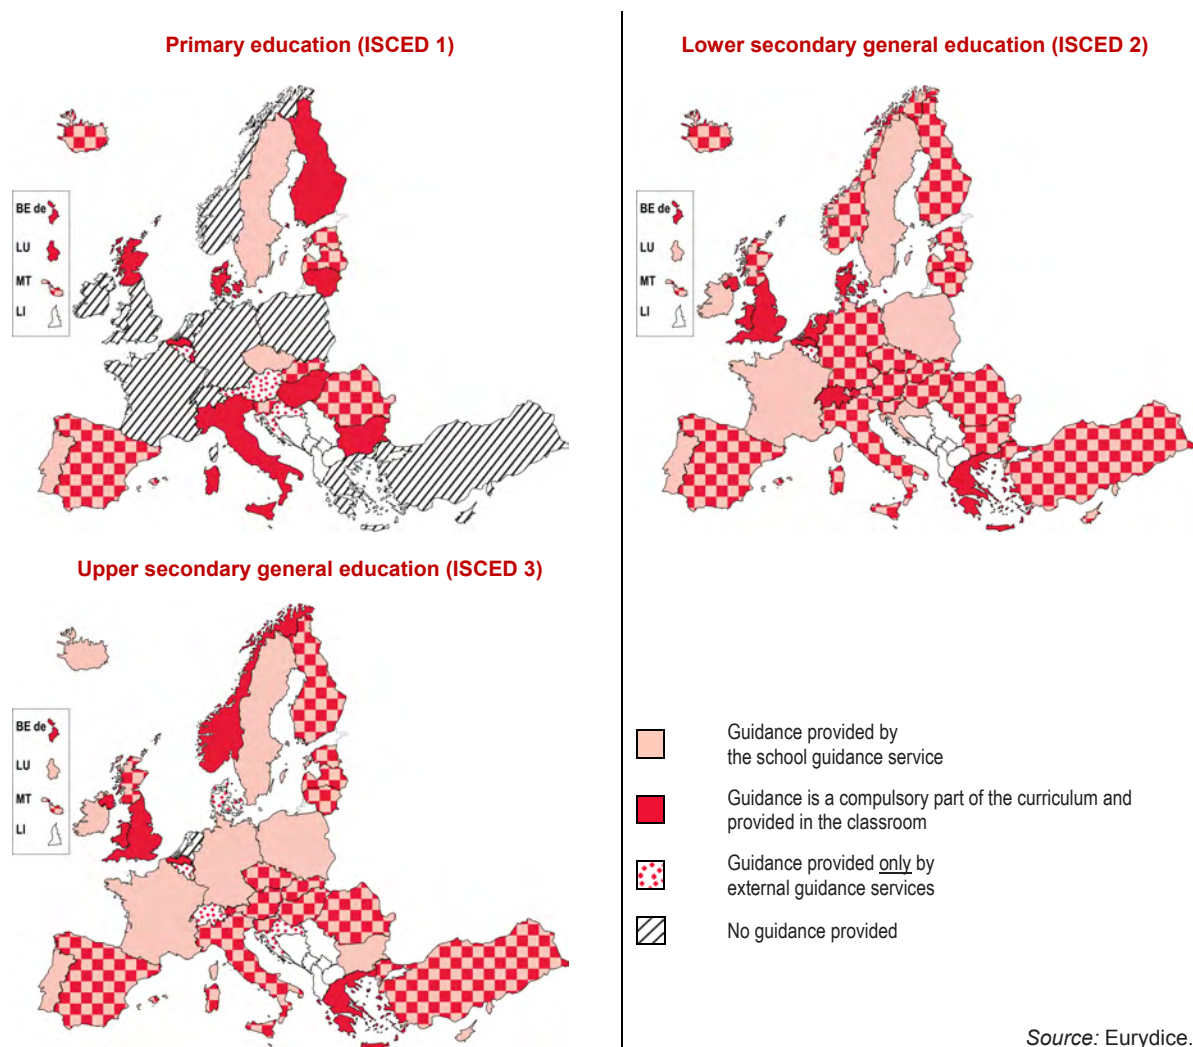 Primary education (ISCED 1)
Lower secondary general education (ISCED 2)
BE de
LU
MT
LI
BE de
LU
MT
LI
Upper secondary general education (ISCED 3)
BE de
LU
MT
LI
Guidance provided by
the school guidance service
Guidance is a compulsory part of the curriculum and
provided in the classroom
Guidance provided only by
external guidance services
No guidance provided
Source: Eurydice.